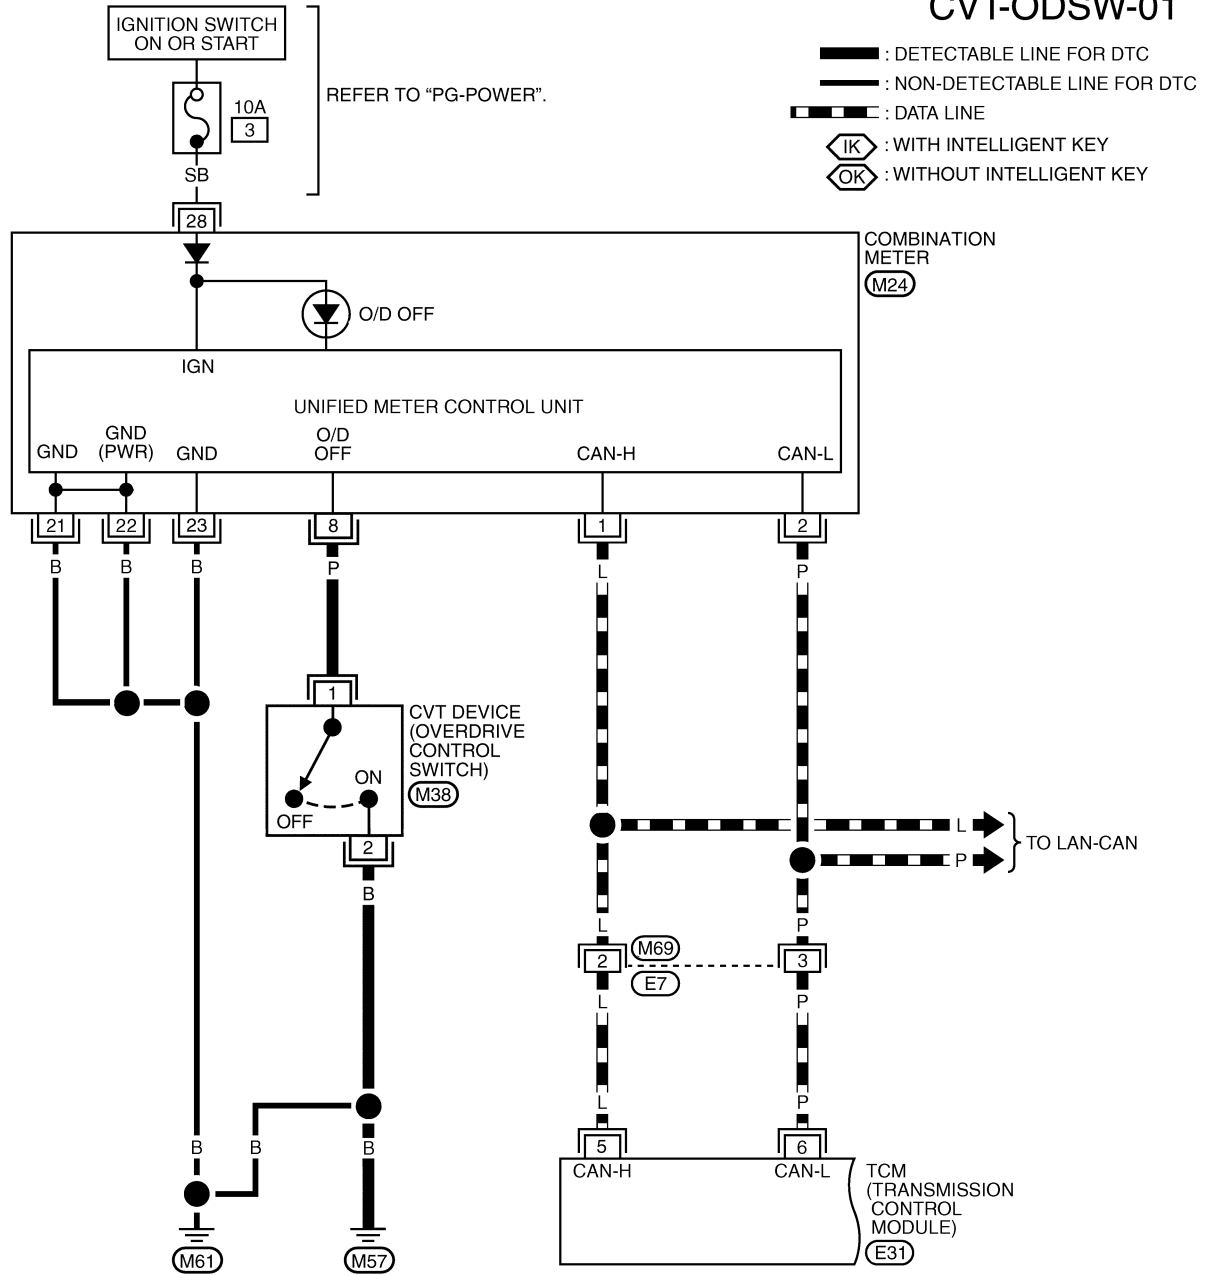 CVT-ODSW-01
IGNITION SWITCH
ON OR START
10A
3
REFER TO “PG-POWER”.
SB
: DETECTABLE LINE FOR DTC
: NON-DETECTABLE LINE FOR DTC
: DATA LINE
IK : WITH INTELLIGENT KEY
OK : WITHOUT INTELLIGENT KEY
28
COMBINATION
METER
M24
O/D OFF
IGN
UNIFIED METER CONTROL UNIT
GND
GND
(PWR)
GND
O/D
OFF
CAN-H
CAN-L
21
22
23
8
1
2
B
B
B
P
L
P
1
CVT DEVICE
(OVERDRIVE
CONTROL
SWITCH)
M38
ON
OFF
2
B
L
P
TO LAN-CAN
L
P
2
M69
E7
3
L
P
L
P
B
B
B
5
6
CAN-H
CAN-L
TCM
(TRANSMISSION
CONTROL
MODULE)
E31
M61
M57